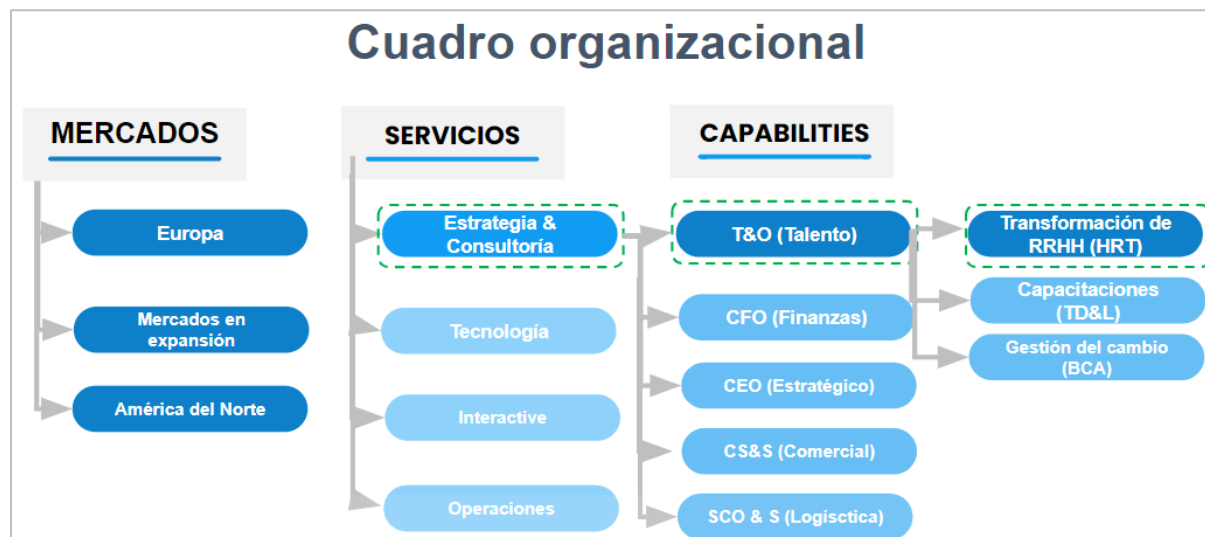 Cuadro organizacional
MERCADOS
Europa
Mercados en
expansión
América del Norte
SERVICIOS
Estrategia &
Consultoría
Tecnología
Interactive
Operaciones
CAPABILITIES
T&O (Talento)
CFO (Finanzas)
CEO (Estratégico)
CS&S (Comercial)
SCO & S (Logisctica)
Transformación de
RRHH (HRT)
Capacitaciones
(TD&L)
Gestión del cambio
(BCA)